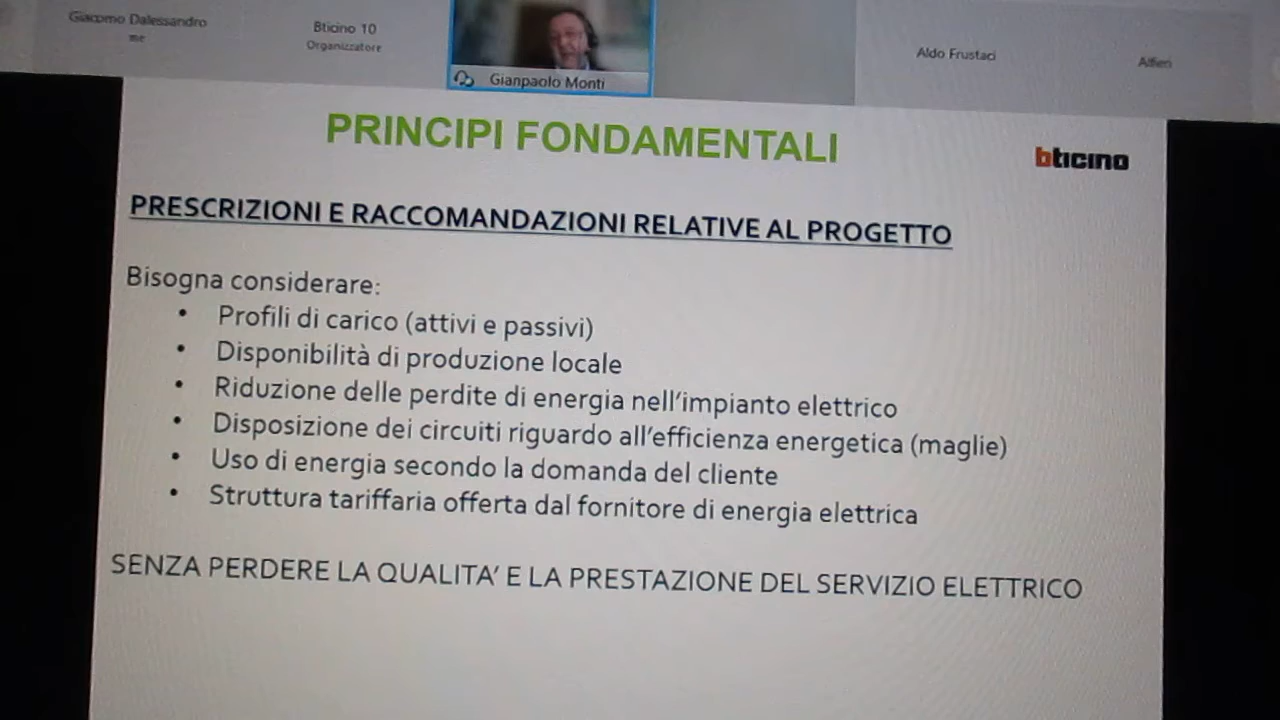 Giacomo Dalessandro
me
Bticino 10
Organizzatore
Gianpaolo Monti
Aldo Frustaci
Alfieri
PRINCIPI FONDAMENTALI
bticino
PRESCRIZIONI E RACCOMANDAZIONI RELATIVE AL PROGETTO
Bisogna considerare:
• Profili di carico (attivi e passivi)
• Disponibilità di produzione locale
• Riduzione delle perdite di energia nell'impianto elettrico
• Disposizione dei circuiti riguardo all'efficienza energetica (maglie)
• Uso di energia secondo la domanda del cliente
• Struttura tariffaria offerta dal fornitore di energia elettrica
SENZA PERDERE LA QUALITA' E LA PRESTAZIONE DEL SERVIZIO ELETTRICO